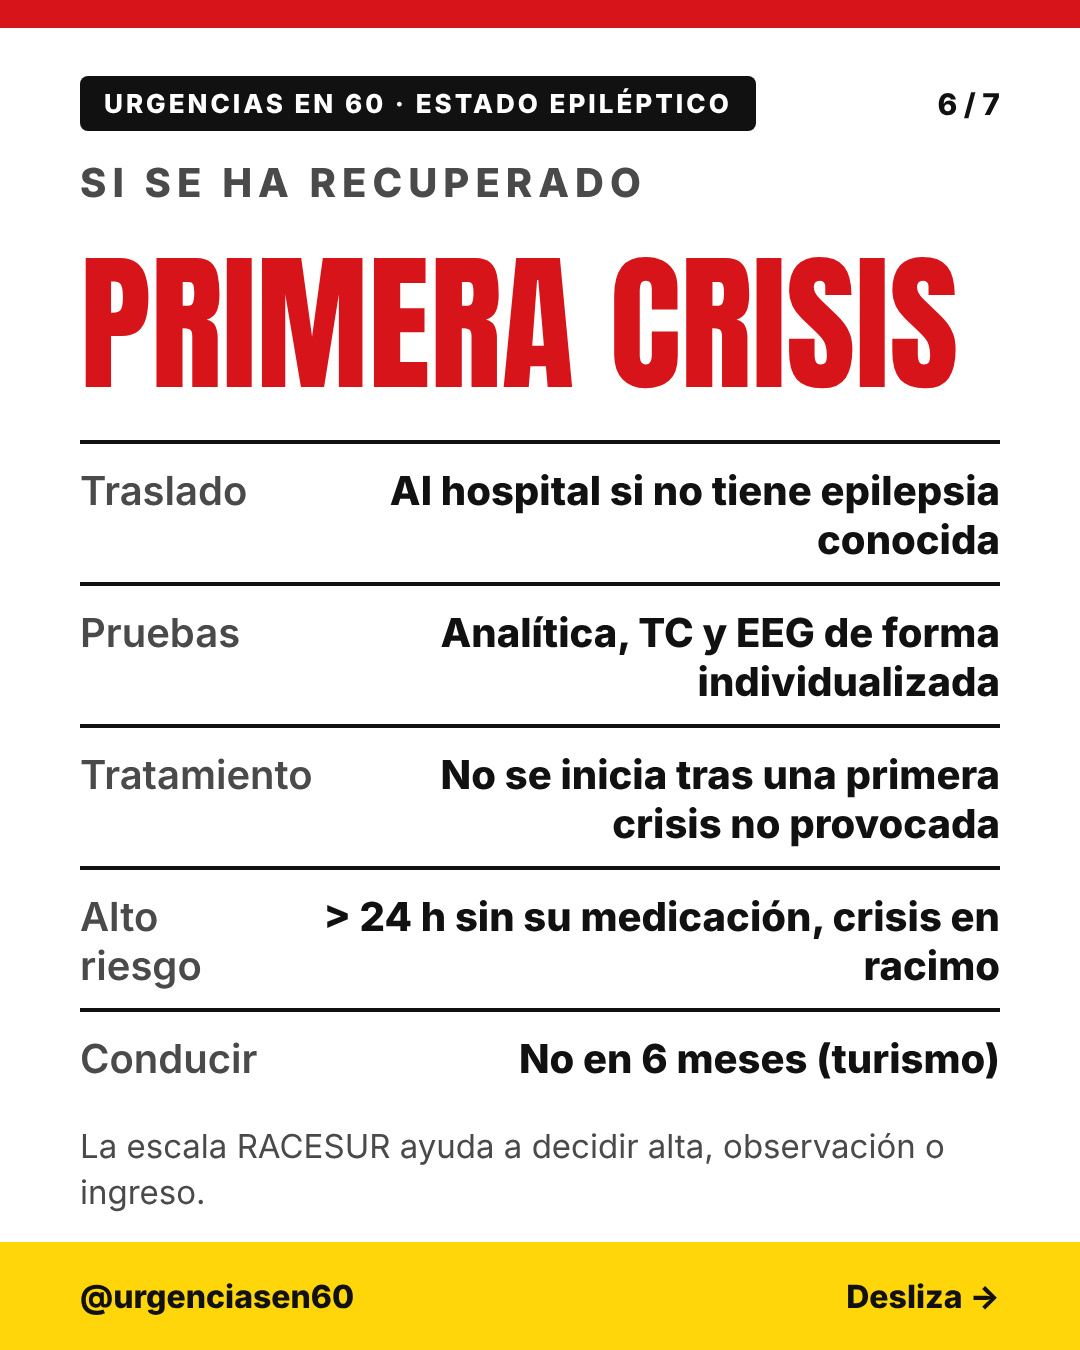 URGENCIAS EN 60 · ESTADO EPILÉPTICO
6 / 7
SI SE HA RECUPERADO
PRIMERA CRISIS
Traslado
Al hospital si no tiene epilepsia
conocida
Pruebas
Analítica, TC y EEG de forma
individualizada
Tratamiento
No se inicia tras una primera
crisis no provocada
Alto
riesgo
> 24 h sin su medicación, crisis en
racimo
Conducir
No en 6 meses (turismo)
La escala RACESUR ayuda a decidir alta, observación o
ingreso.
@urgenciasen60
Desliza →